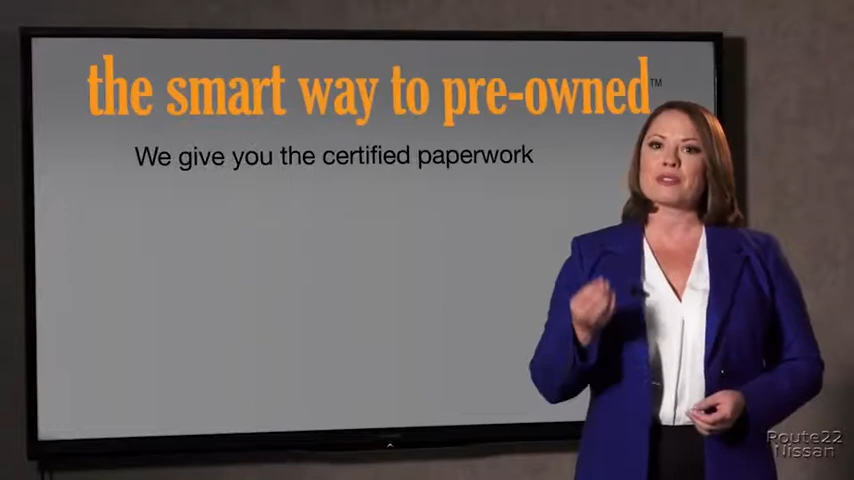 the smart way to pre-owned™
We give you the certified paperwork
Route22
Nissan